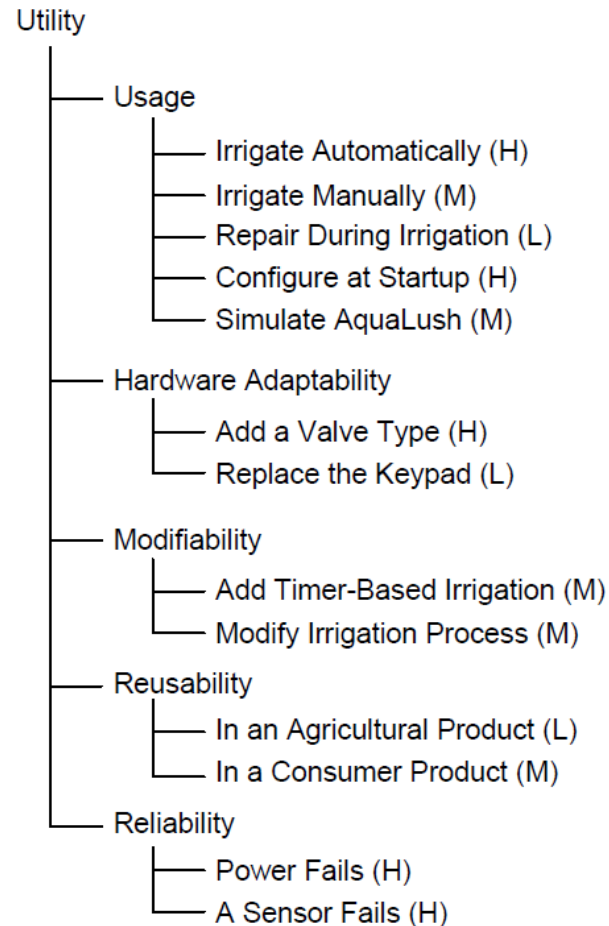 Utility
Usage
Irrigate Automatically (H)
Irrigate Manually (M)
Repair During Irrigation (L)
Configure at Startup (H)
Simulate AquaLush (M)
Hardware Adaptability
Add a Valve Type (H)
Replace the Keypad (L)
Modifiability
Add Timer-Based Irrigation (M)
Modify Irrigation Process (M)
Reusability
In an Agricultural Product (L)
In a Consumer Product (M)
Reliability
Power Fails (H)
A Sensor Fails (H)